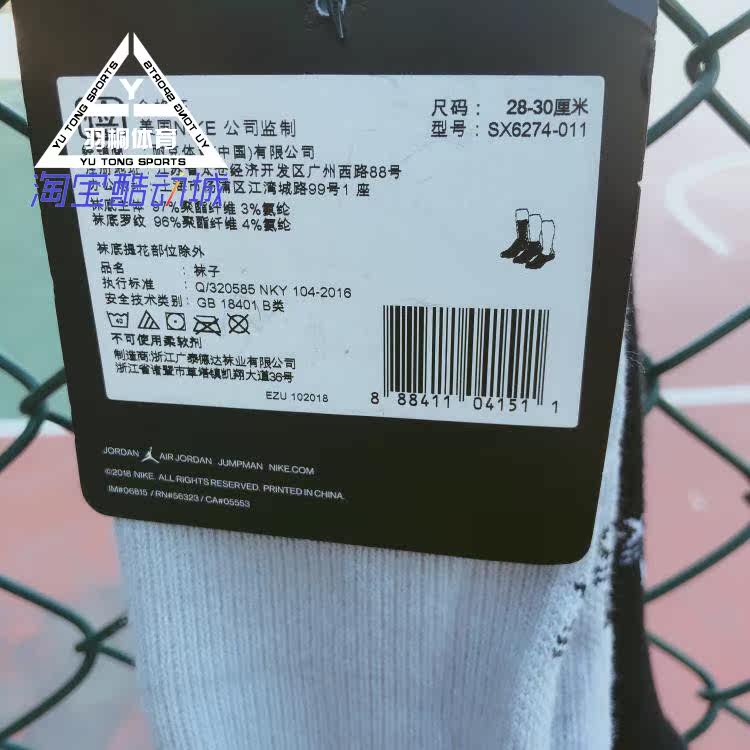 尺码： 28-30厘米
美国NIKE 公司监制
型号： SX6274-011
中国)有限公司
经济开发区广州西路88号
区江湾城路99号1 座
97%聚酯纤维 3%氨纶
袜底罗纹 96%聚酯纤维 4%氨纶
袜底提花部位除外
品名 ： 袜子
执行标准 ： Q/320585 NKY 104-2016
安全技术类别： GB 18401 B类
40
不可使用柔软剂
制造商:浙江广泰德达袜业有限公司
浙江省诸暨市草塔镇凯翔大道36号
EZU 102018
8 88411 04151 1
JORDAN AIR JORDAN JUMPMAN NIKE.COM
©2018 NIKE. ALL RIGHTS RESERVED. PRINTED IN CHINA.
IM#06815 / RN#56323 / CA#05553
YU TONG SPORTS
YU TONG SPORTS
Y
羽桐体育
YU TONG SPORTS
淘宝酷动城